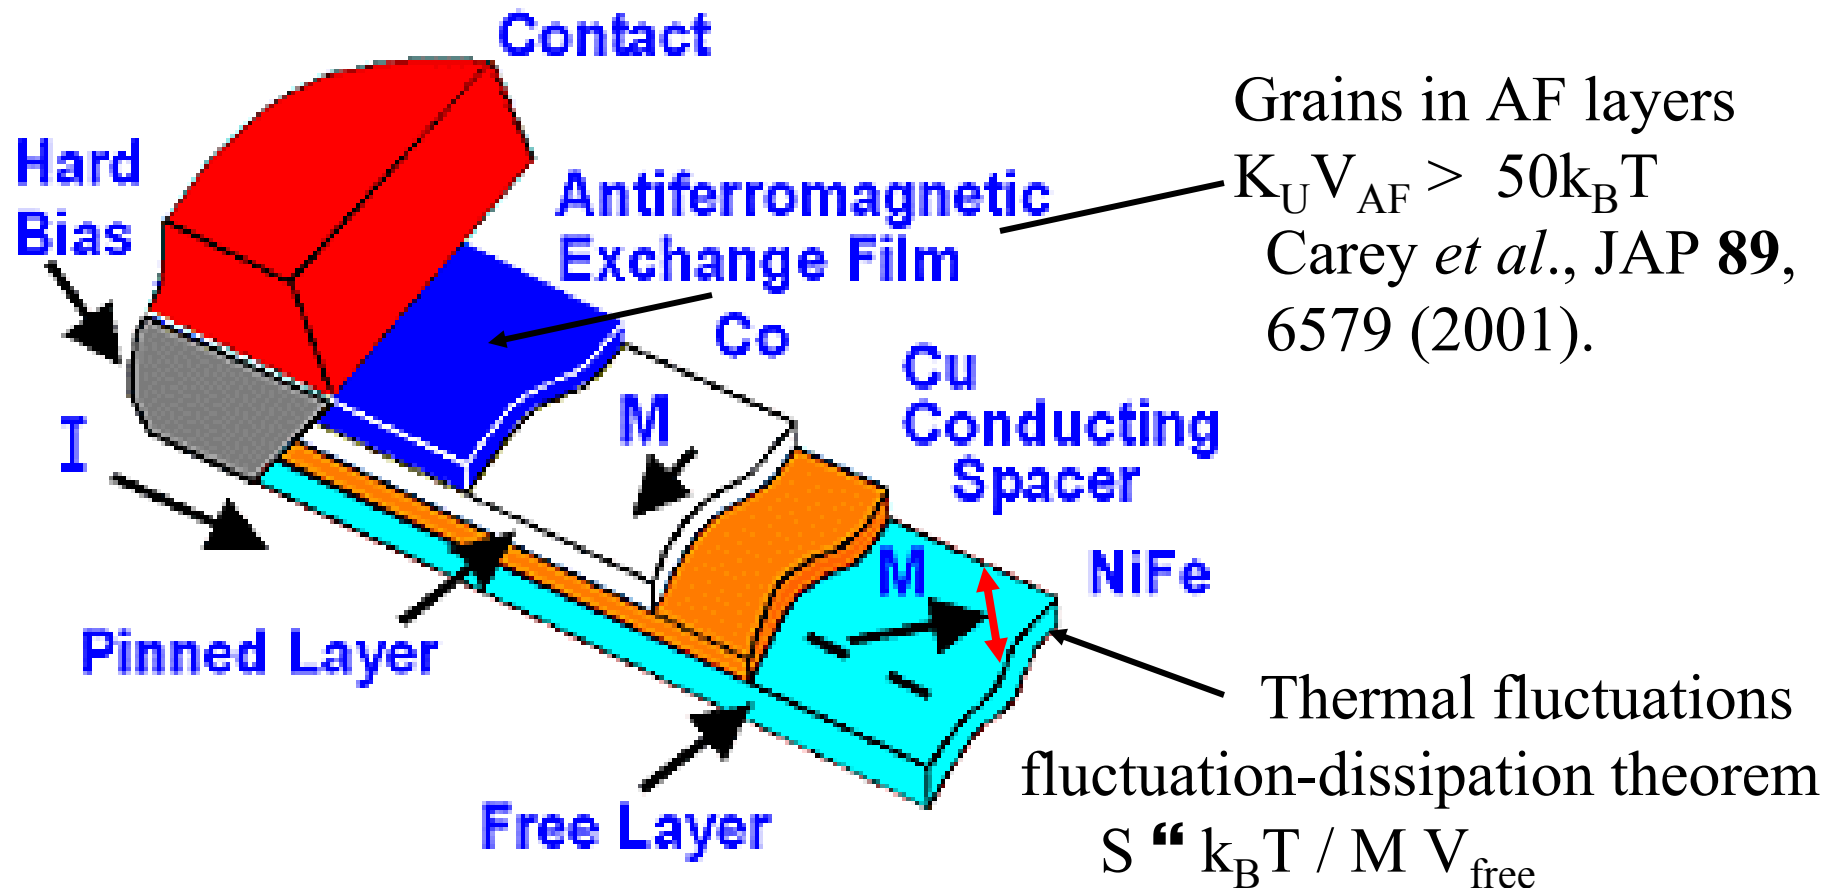 Contact
Hard
Bias
Antiferromagnetic
Exchange Film
Grains in AF layers
KUVAF > 50kBT
Carey et al., JAP 89,
6579 (2001).
Co
Cu
Conducting
Spacer
M
I
M
NiFe
Pinned Layer
Free Layer
Thermal fluctuations
fluctuation-dissipation theorem
S “ kBT / M Vfree